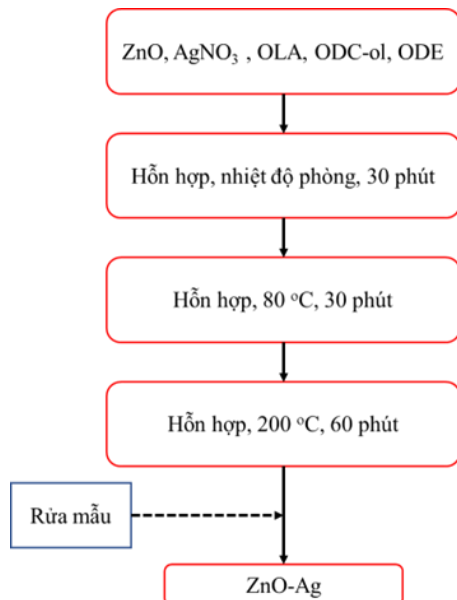 ZnO, AgNO₃ , OLA, ODC-ol, ODE
Hỗn hợp, nhiệt độ phòng, 30 phút
Hỗn hợp, 80 ᵒC, 30 phút
Hỗn hợp, 200 ᵒC, 60 phút
Rửa mẫu
ZnO-Ag